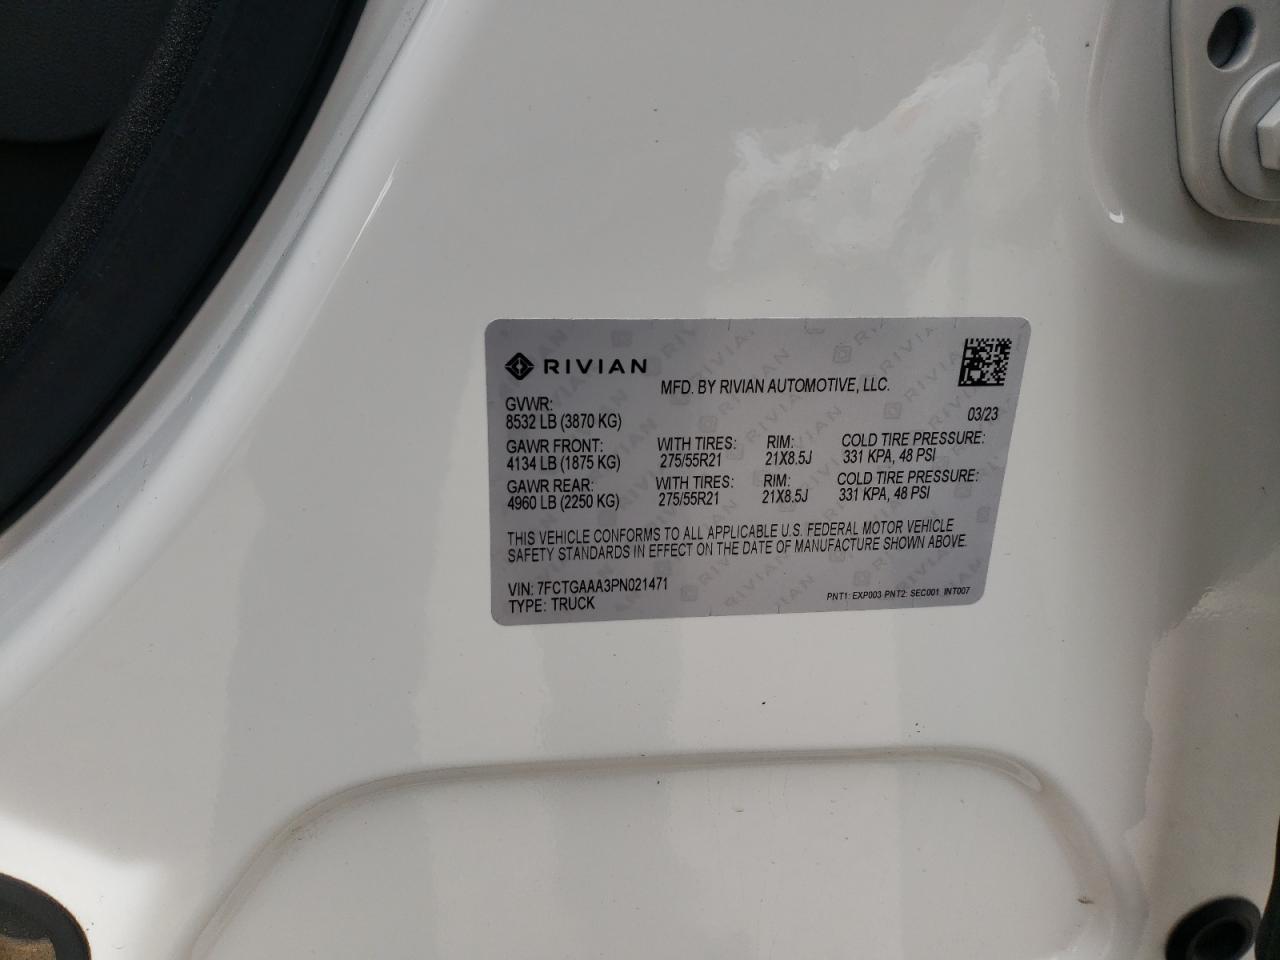 RIVIAN
MFD. BY RIVIAN AUTOMOTIVE, LLC.
GVWR:
8532 LB (3870 KG)
03/23
GAWR FRONT: WITH TIRES: RIM: COLD TIRE PRESSURE:
4134 LB (1875 KG) 275/55R21 21X8.5J 331 KPA, 48 PSI
GAWR REAR: WITH TIRES: RIM: COLD TIRE PRESSURE:
4960 LB (2250 KG) 275/55R21 21X8.5J 331 KPA, 48 PSI
THIS VEHICLE CONFORMS TO ALL APPLICABLE U.S. FEDERAL MOTOR VEHICLE
SAFETY STANDARDS IN EFFECT ON THE DATE OF MANUFACTURE SHOWN ABOVE.
VIN: 7FCTGAAA3PN021471
TYPE: TRUCK
PNT1: EXP003 PNT2: SEC001 INT007